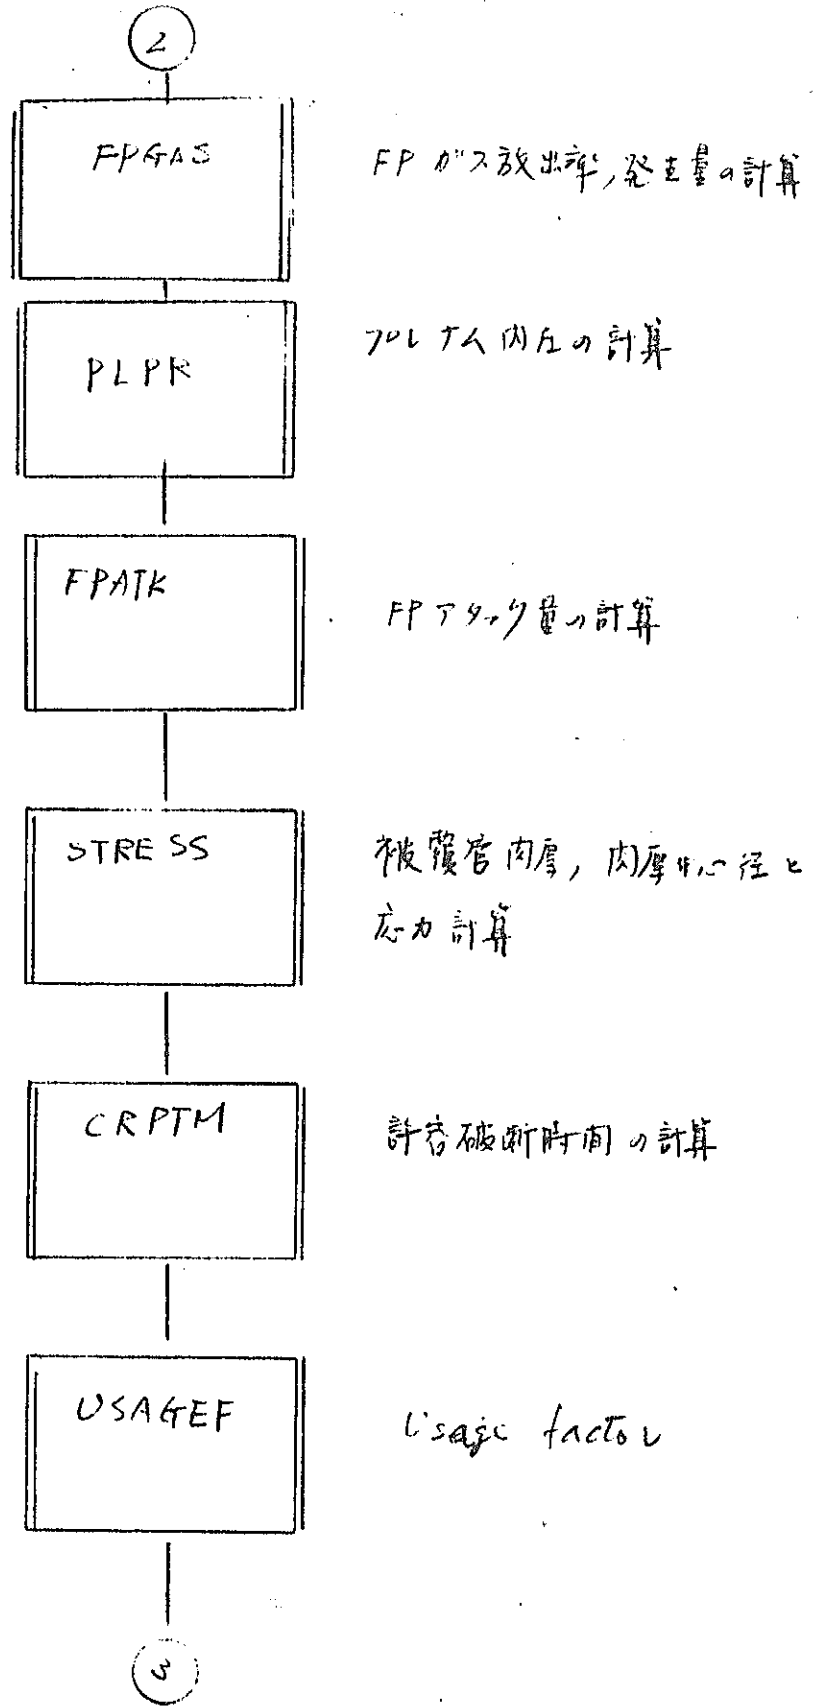 2
FPGAS
FP ガス放出率,発生量の計算
PLPR
プレナム内圧の計算
FPATK
FPアタック量の計算
STRESS
被覆管肉厚,肉厚中心径と
応力計算
CRPTM
許容破断時間の計算
USAGEF
Usage factor
3